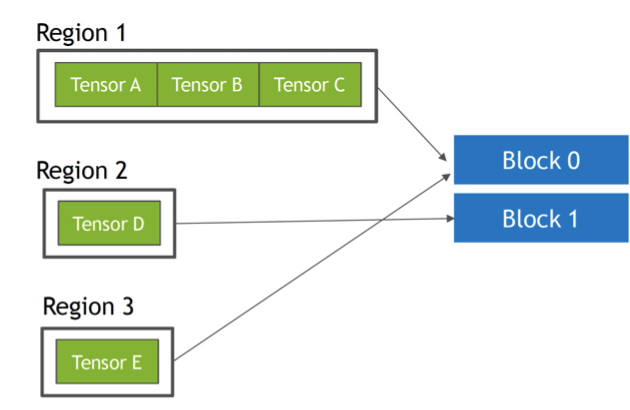 Region 1
Tensor A Tensor B Tensor C
Block 0
Region 2
Tensor D
Block 1
Region 3
Tensor E